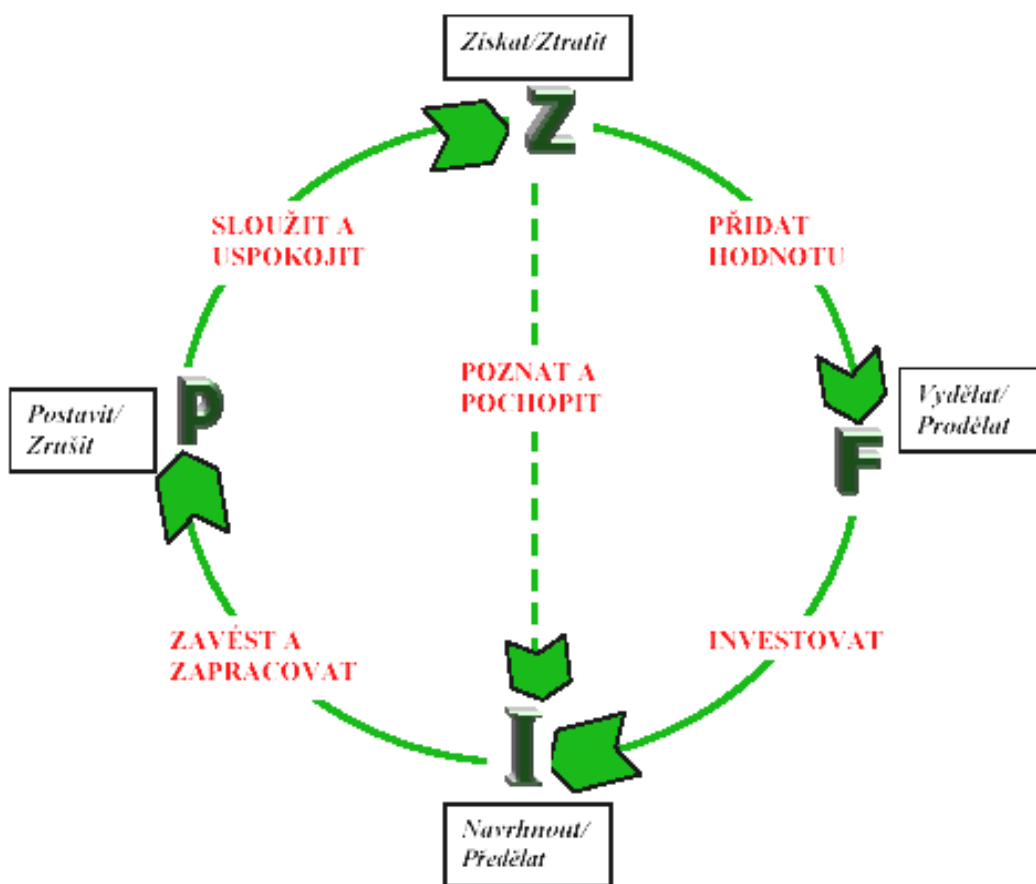 Získat/Ztratit
Z
SLOUŽIT A
USPOKOJIT
PŘIDAT
HODNOTU
POZNAT A
POCHOPIT
Postavit/
Zrušit
P
Vydělat/
Prodělat
F
ZAVÉST A
ZAPRACOVAT
INVESTOVAT
I
Navrhnout/
Předělat